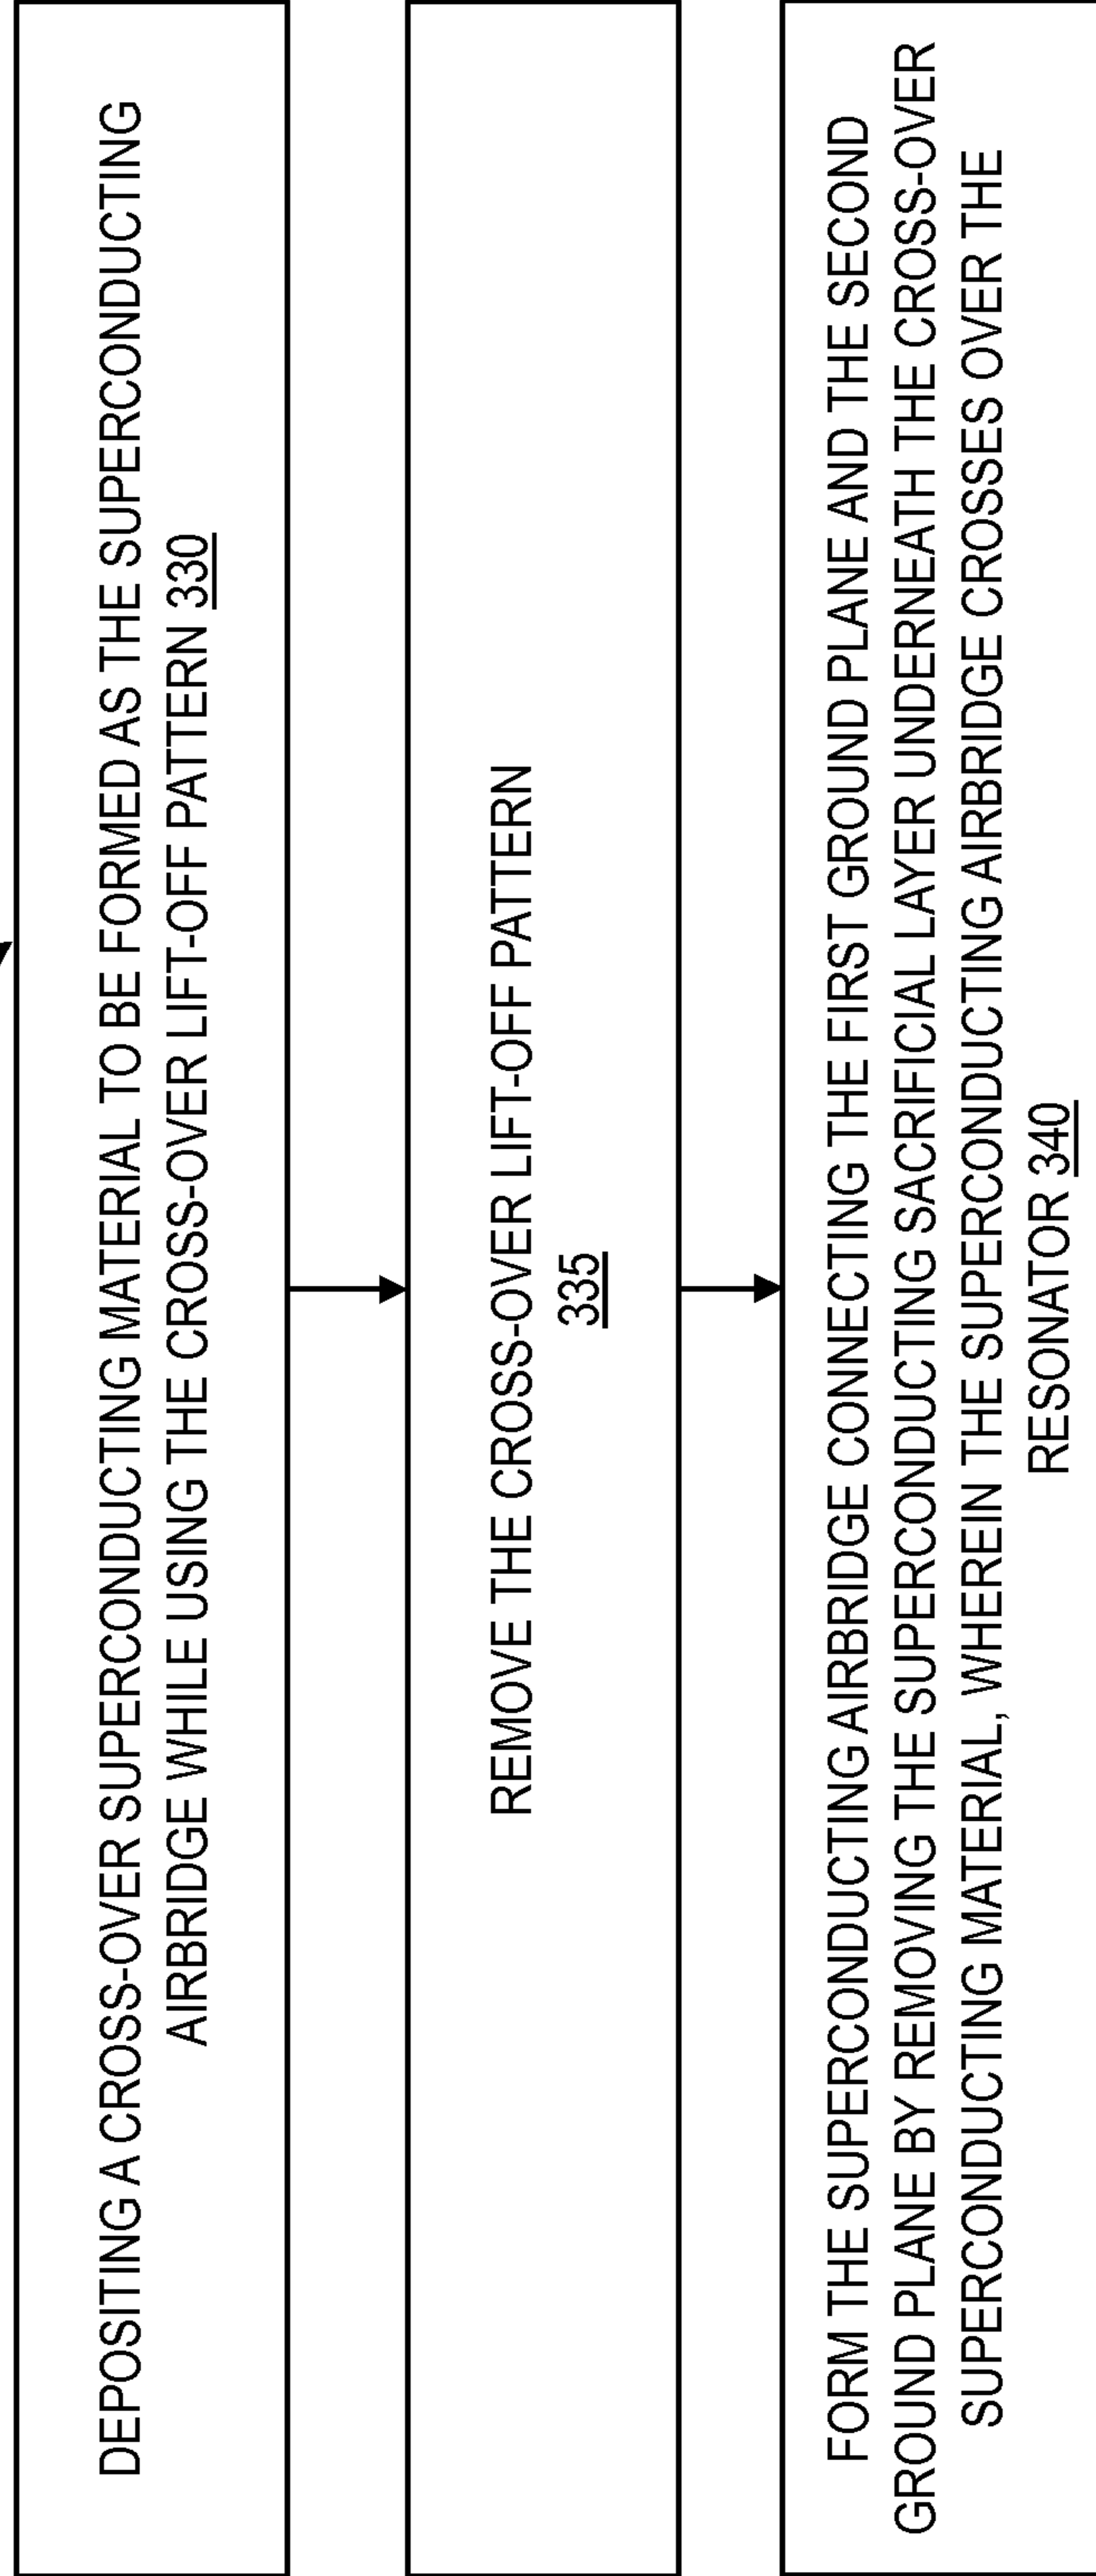 DEPOSITING A CROSS-OVER SUPERCONDUCTING MATERIAL TO BE FORMED AS THE SUPERCONDUCTING
AIRBRIDGE WHILE USING THE CROSS-OVER LIFT-OFF PATTERN 330
REMOVE THE CROSS-OVER LIFT-OFF PATTERN
335
FORM THE SUPERCONDUCTING AIRBRIDGE CONNECTING THE FIRST GROUND PLANE AND THE SECOND
GROUND PLANE BY REMOVING THE SUPERCONDUCTING SACRIFICIAL LAYER UNDERNEATH THE CROSS-OVER
SUPERCONDUCTING MATERIAL, WHEREIN THE SUPERCONDUCTING AIRBRIDGE CROSSES OVER THE
RESONATOR 340